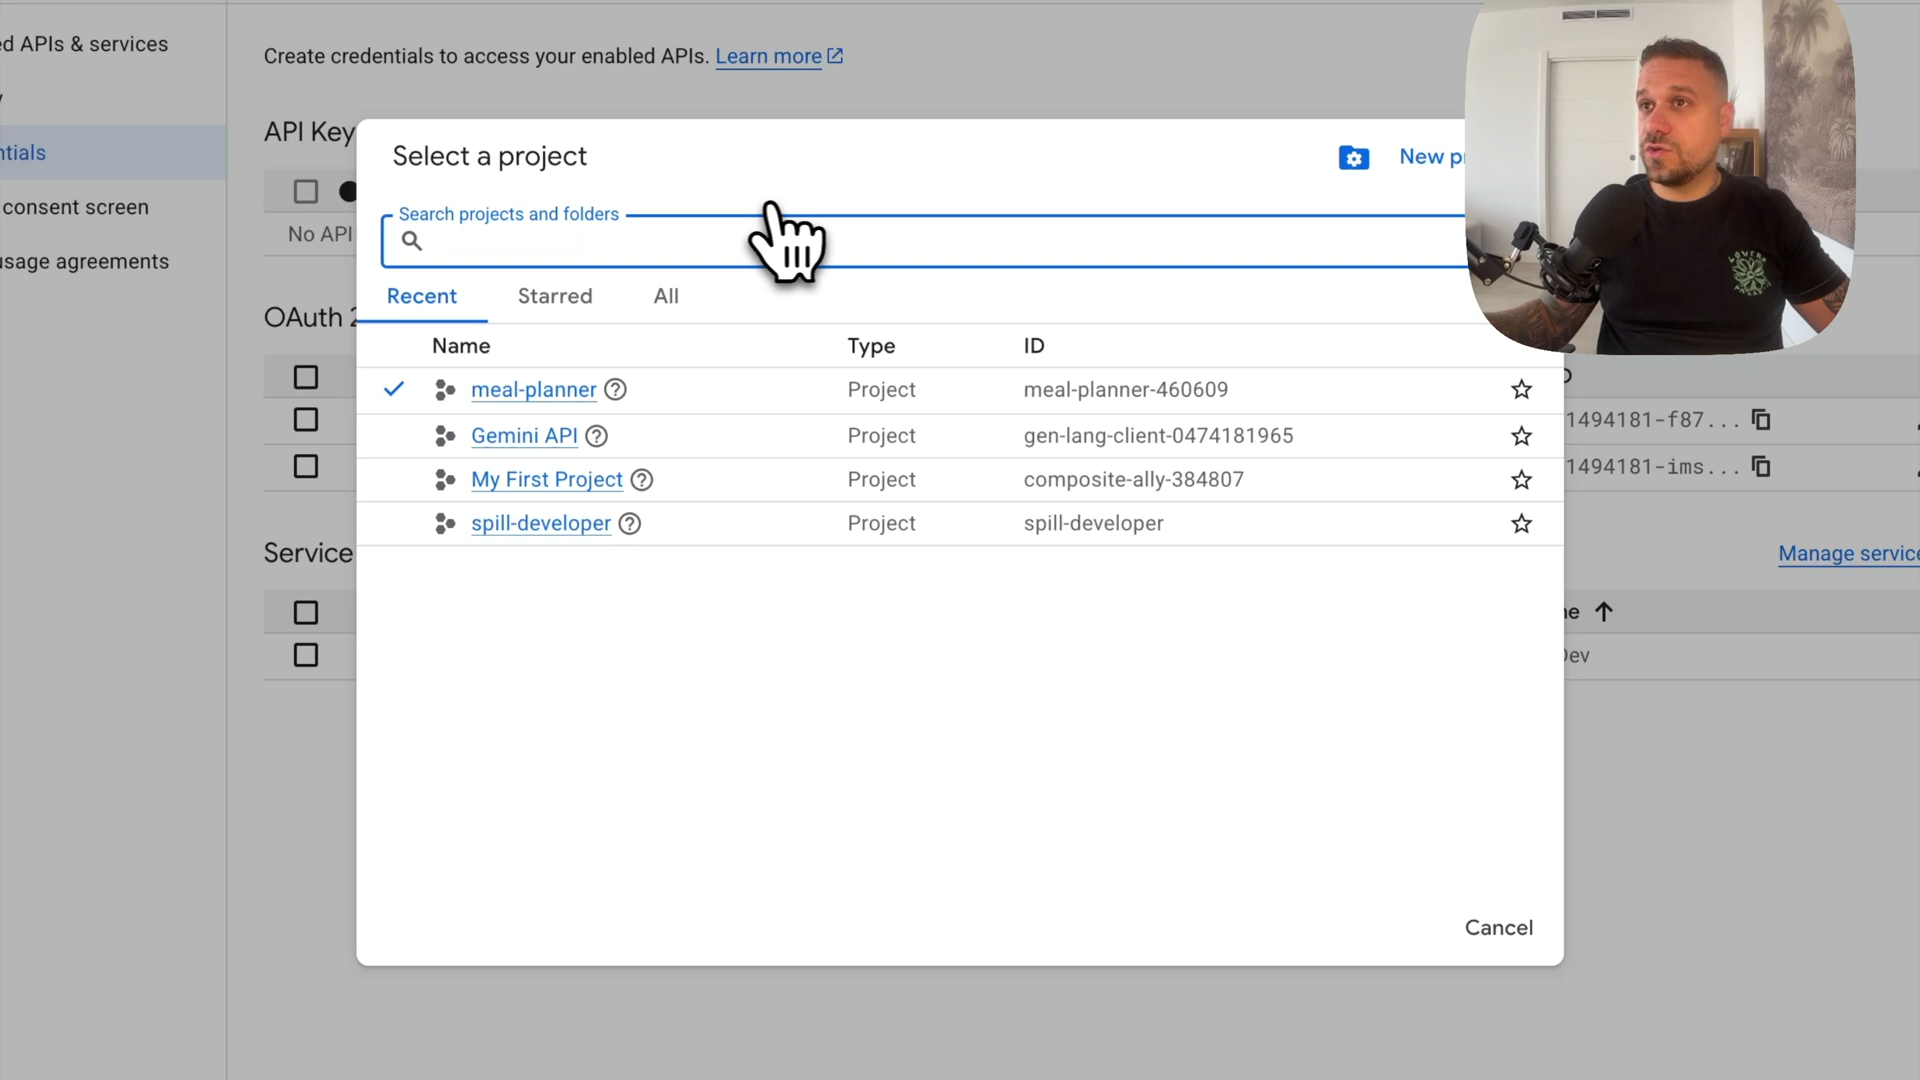 d APIs & services
Create credentials to access your enabled APIs. Learn more
API Key
ntials
consent screen
No API
usage agreements
OAuth 2
Select a project
New p
Search projects and folders
Recent
Starred
All
Name Type ID
meal-planner Project meal-planner-460609
Gemini API Project gen-lang-client-0474181965
My First Project Project composite-ally-384807
spill-developer Project spill-developer
1494181-f87...
1494181-ims...
Service
Manage service
Dev
Cancel
LOVERS